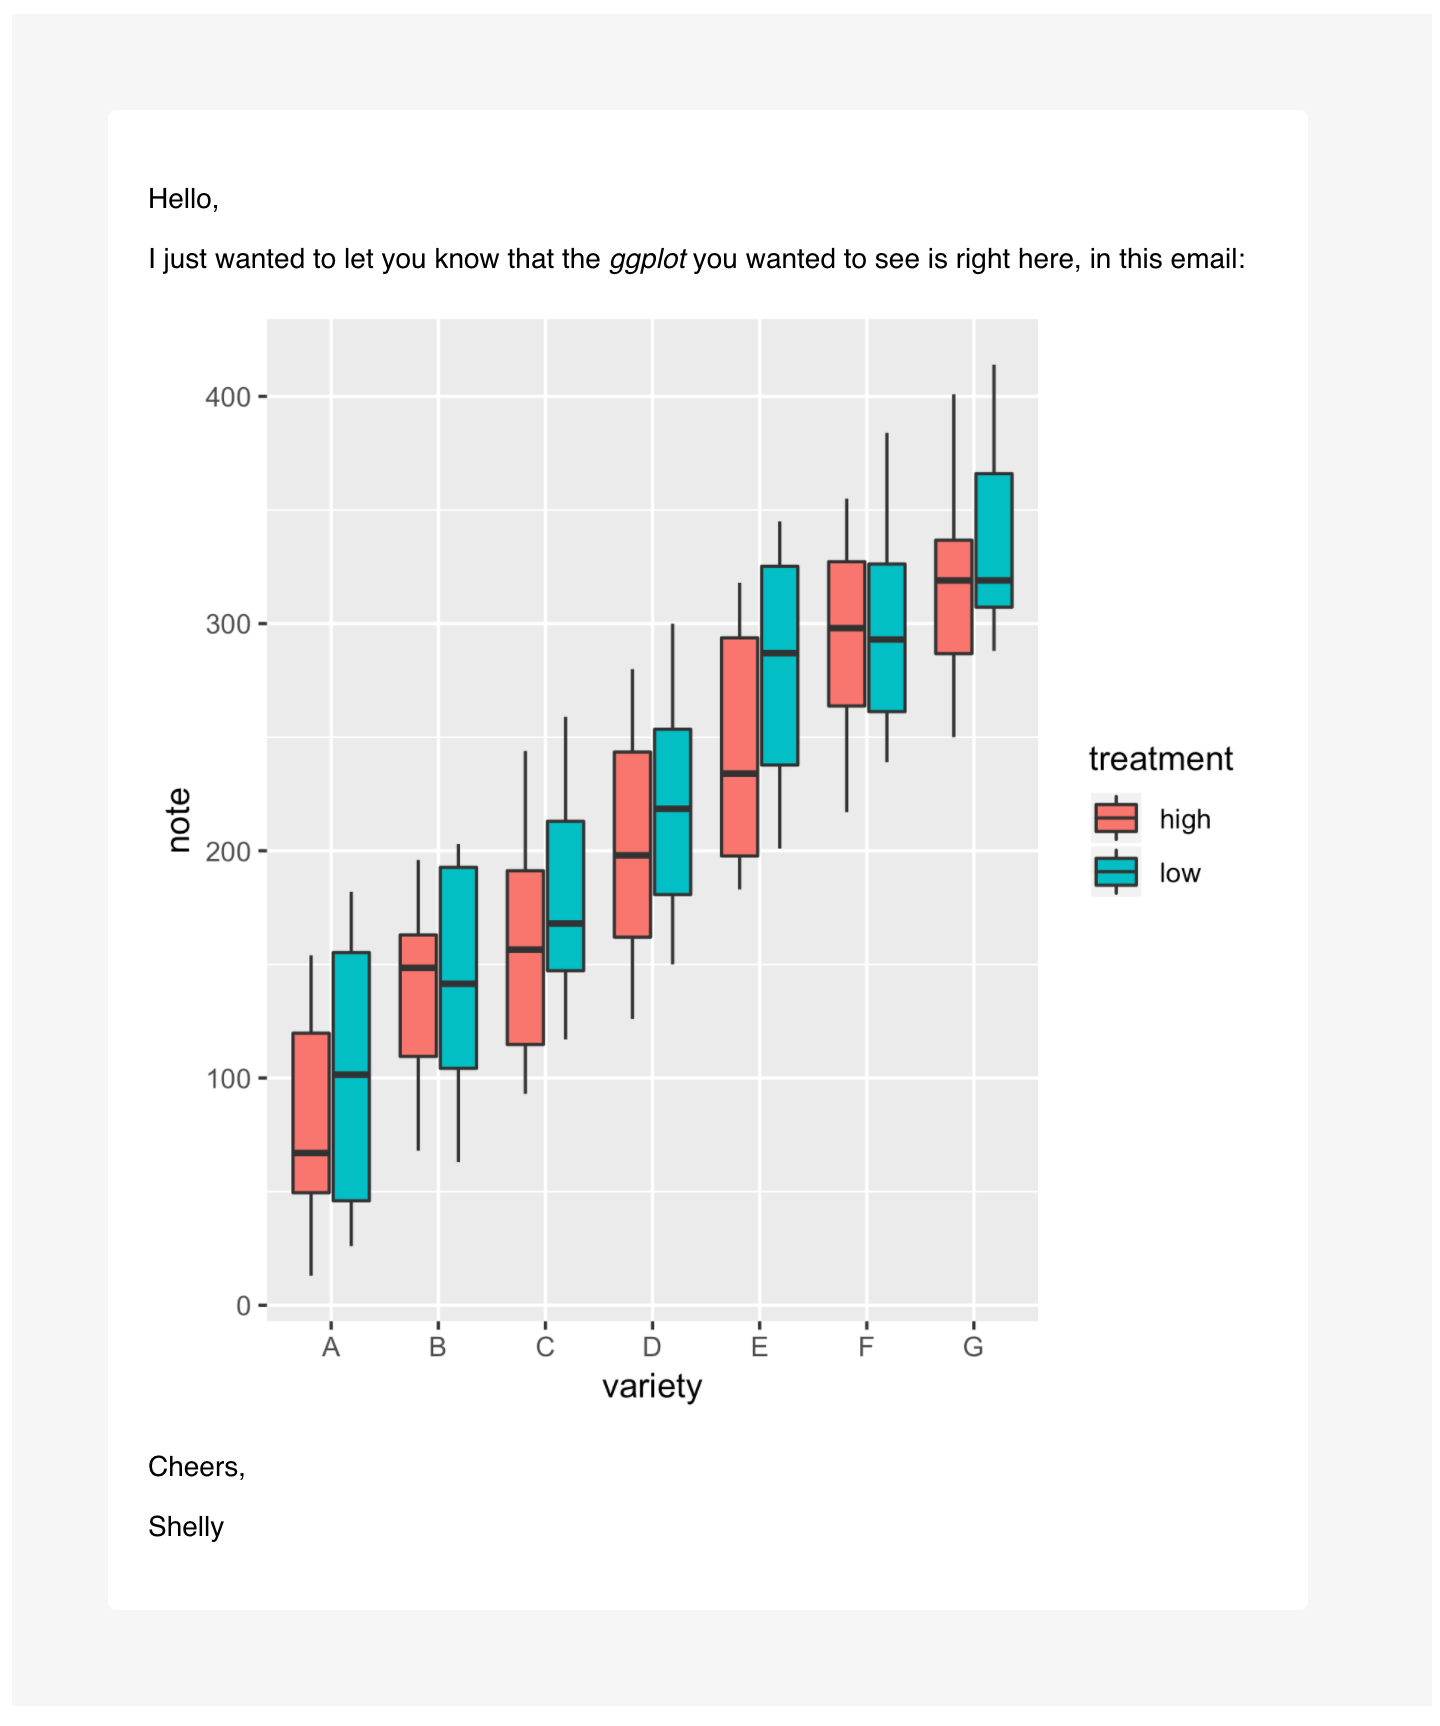 Hello,
I just wanted to let you know that the ggplot you wanted to see is right here, in this email:
400
300
200
100
0
note
A B C D E F G
variety
treatment
high
low
Cheers,
Shelly